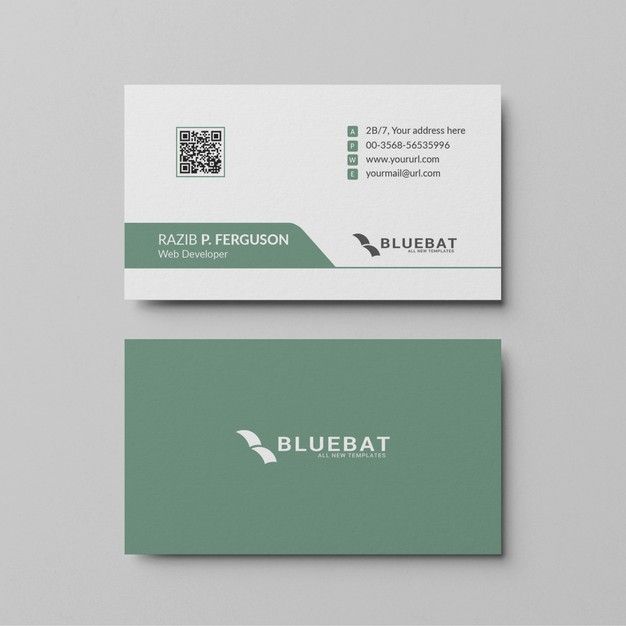 A 2B/7, Your address here
P 00-3568-56535996
W www.yoururl.com
E yourmail@url.com
RAZIB P. FERGUSON
Web Developer
BLUEBAT
ALL NEW TEMPLATES
BLUEBAT
ALL NEW TEMPLATES